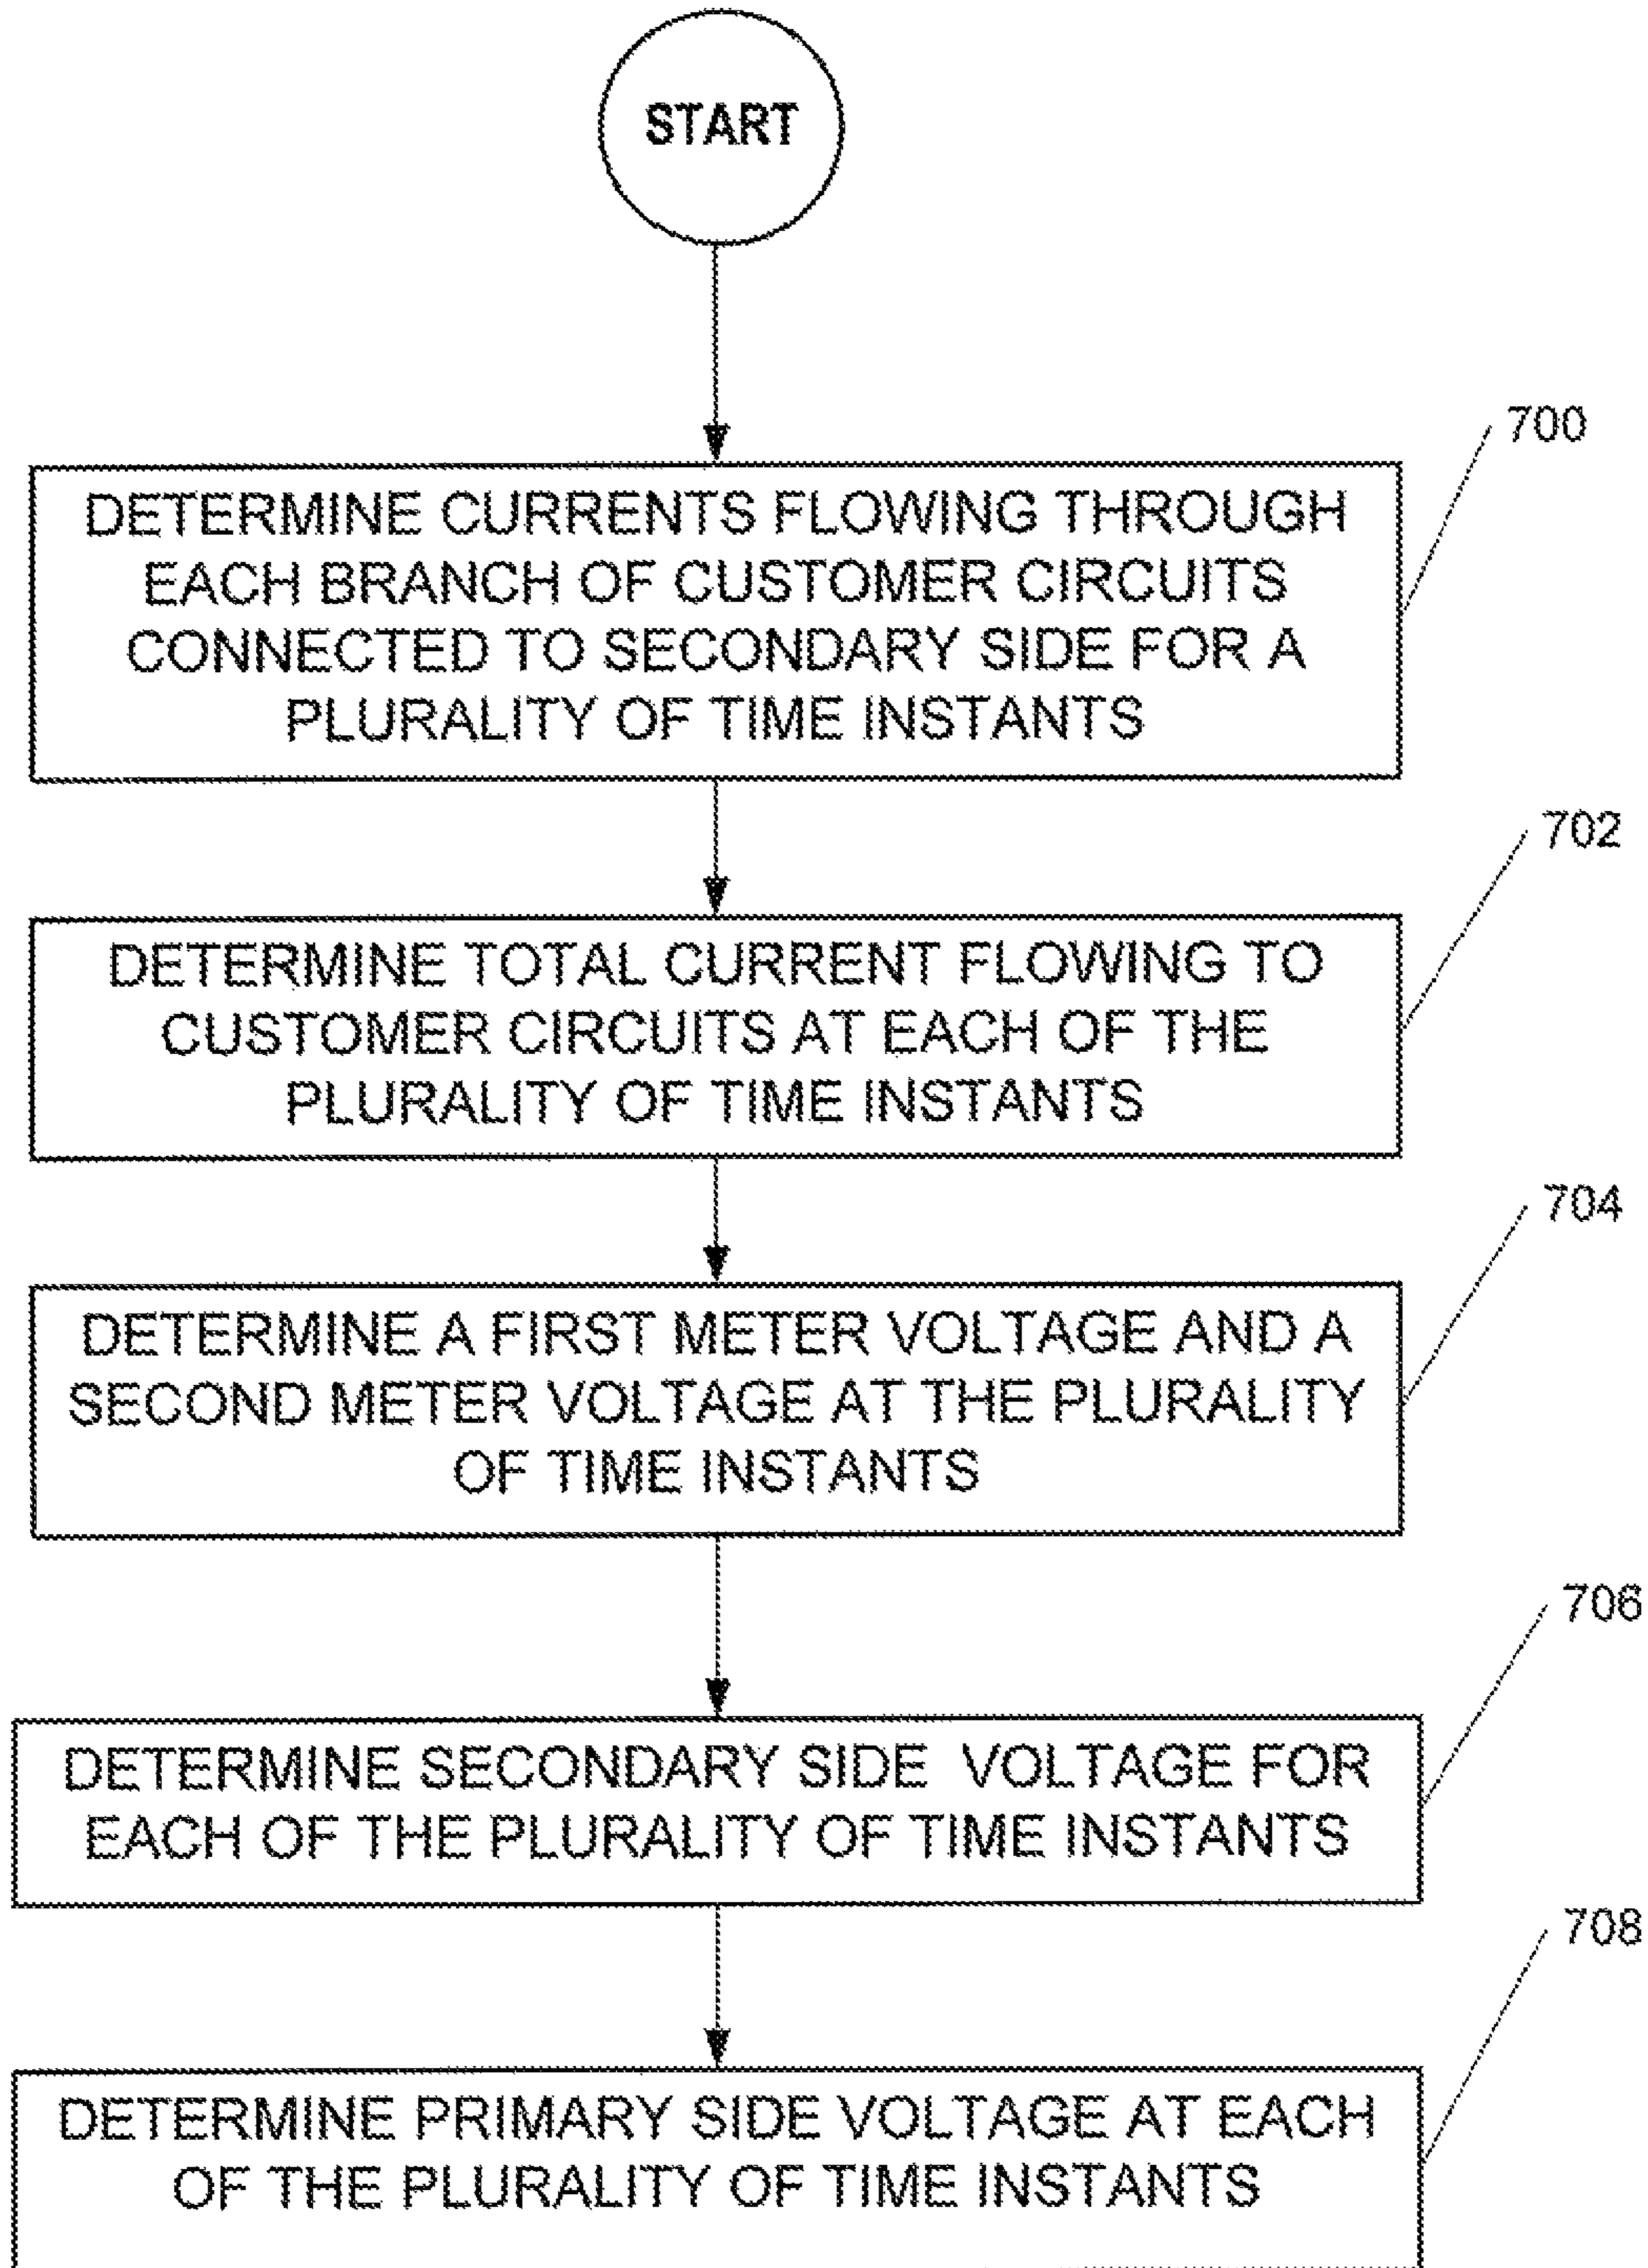 START
700
DETERMINE CURRENTS FLOWING THROUGH
EACH BRANCH OF CUSTOMER CIRCUITS
CONNECTED TO SECONDARY SIDE FOR A
PLURALITY OF TIME INSTANTS
702
DETERMINE TOTAL CURRENT FLOWING TO
CUSTOMER CIRCUITS AT EACH OF THE
PLURALITY OF TIME INSTANTS
704
DETERMINE A FIRST METER VOLTAGE AND A
SECOND METER VOLTAGE AT THE PLURALITY
OF TIME INSTANTS
706
DETERMINE SECONDARY SIDE VOLTAGE FOR
EACH OF THE PLURALITY OF TIME INSTANTS
708
DETERMINE PRIMARY SIDE VOLTAGE AT EACH
OF THE PLURALITY OF TIME INSTANTS